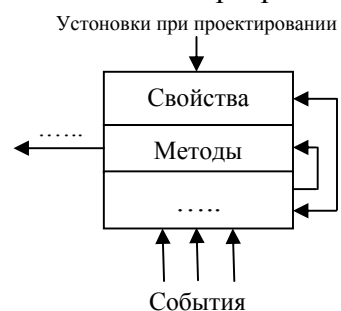 Устоновки при проектировании
Свойства
……
Методы
…..
События